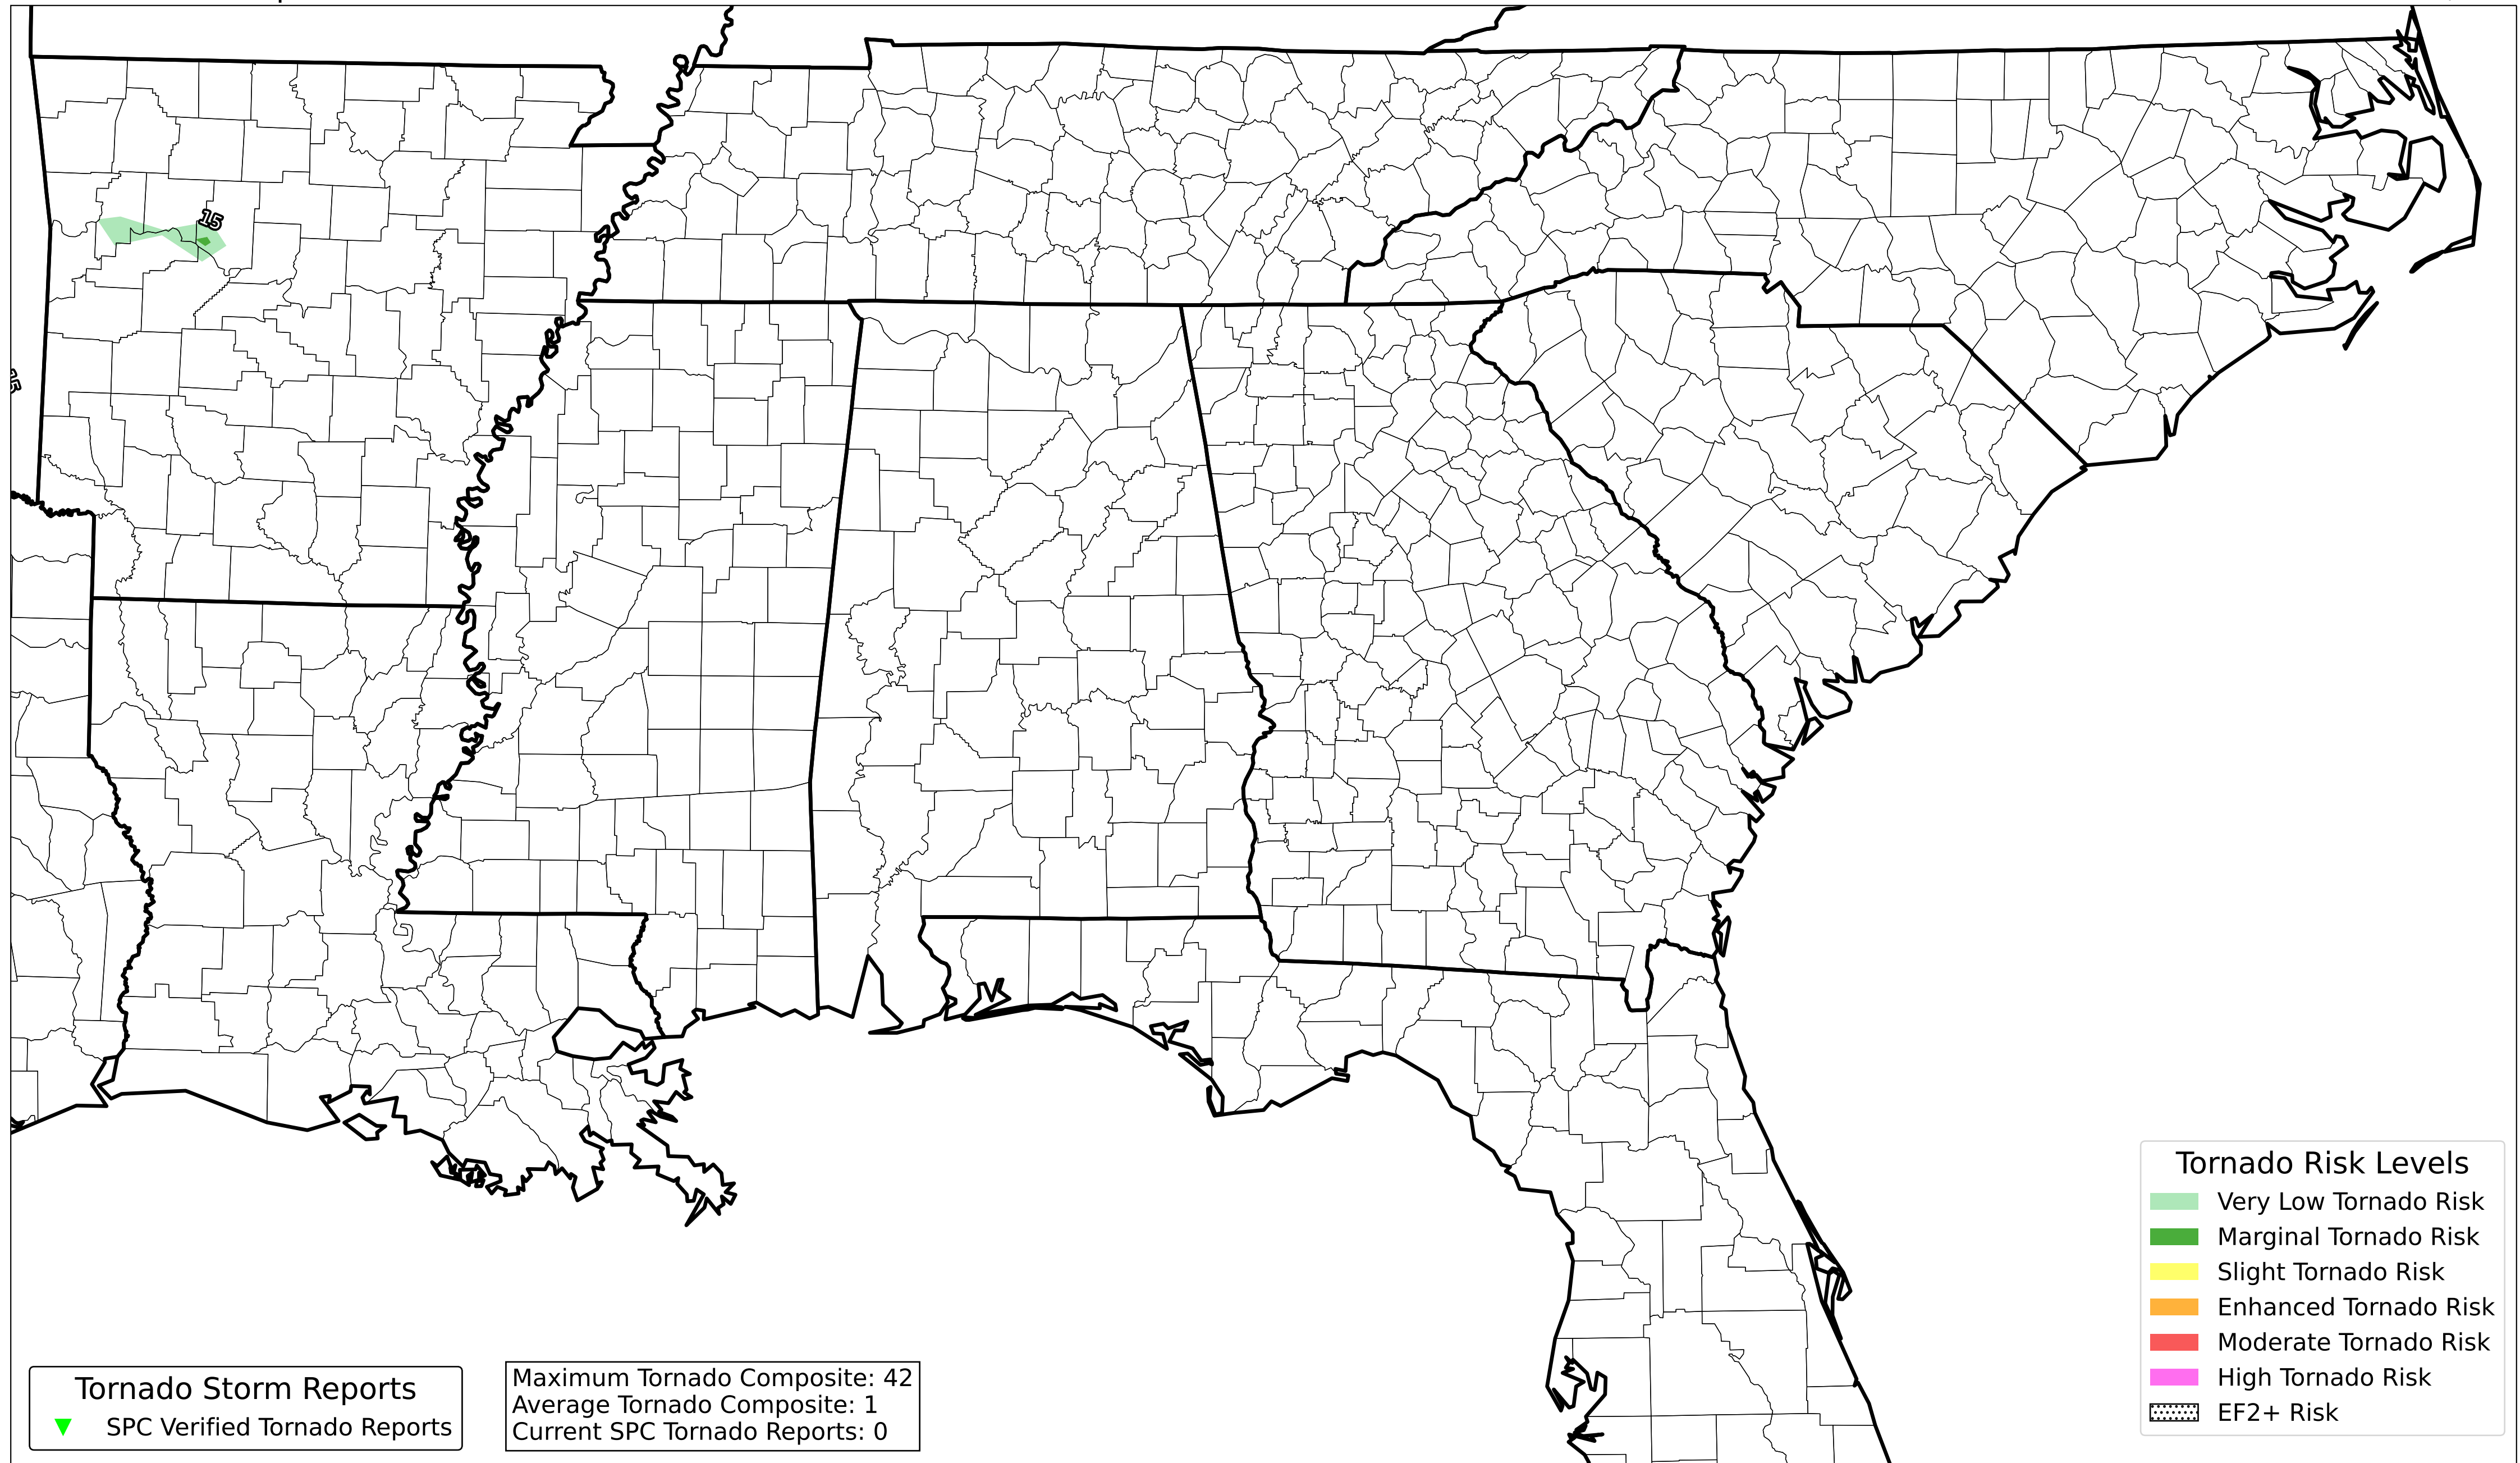 15
Tornado Risk Levels
Very Low Tornado Risk
Marginal Tornado Risk
Slight Tornado Risk
Enhanced Tornado Risk
Moderate Tornado Risk
High Tornado Risk
EF2+ Risk
Tornado Storm Reports
SPC Verified Tornado Reports
Maximum Tornado Composite: 42
Average Tornado Composite: 1
Current SPC Tornado Reports: 0